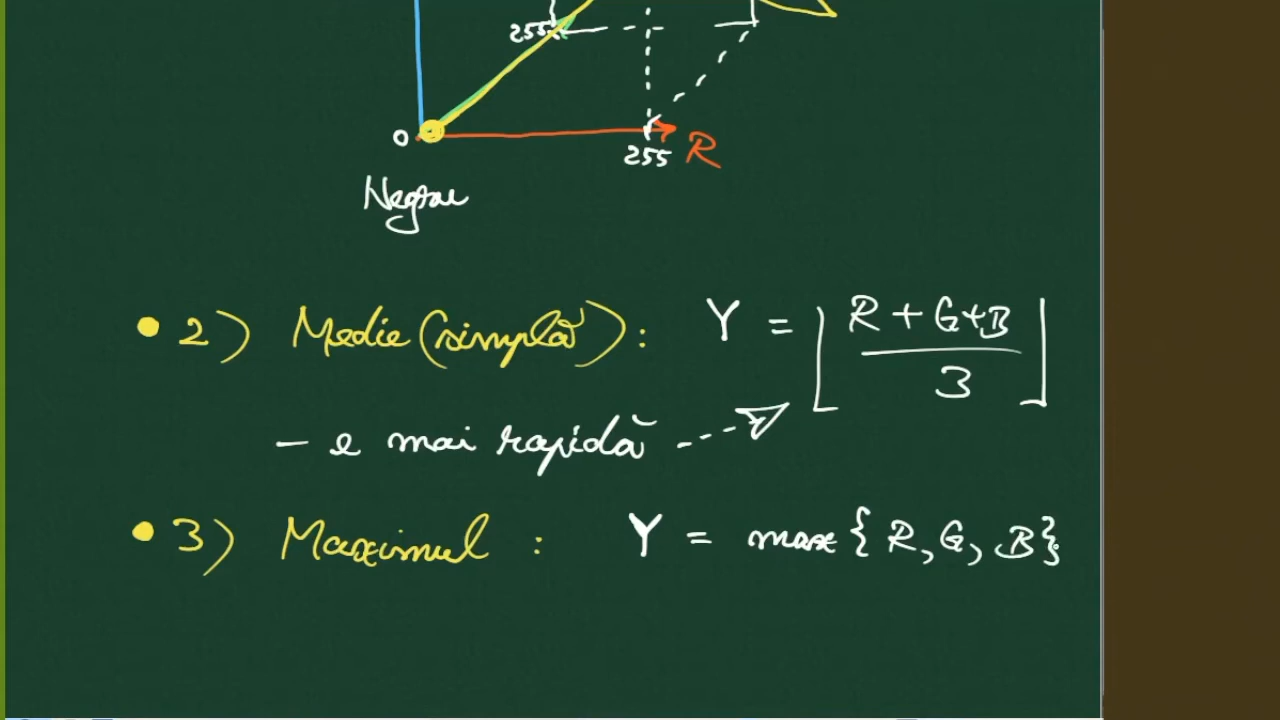 255
0
255 R
Negru
• 2) Medie (simplă): Y = ⌊(R + G + B) / 3⌋
- e mai rapidă
• 3) Maximul : Y = max {R, G, B}